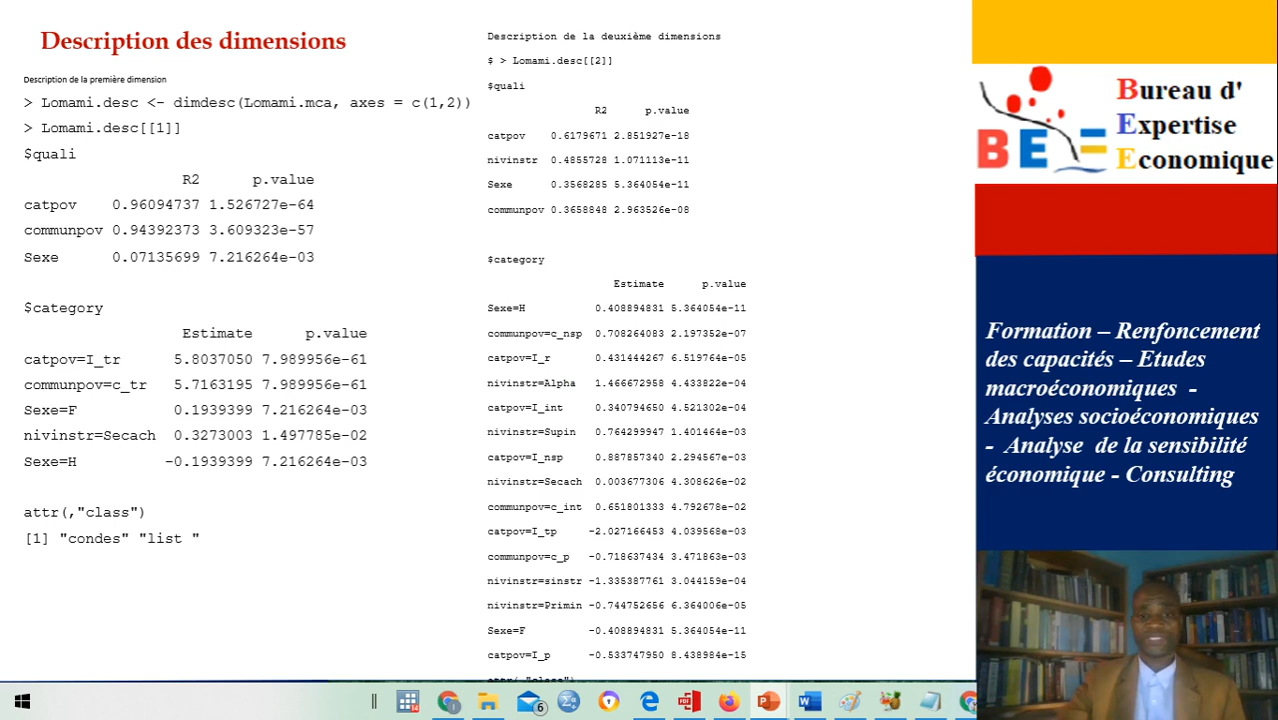 Description des dimensions
Description de la première dimension
> Lomami.desc <- dimdesc(Lomami.mca, axes = c(1,2))
> Lomami.desc[[1]]
$quali
R2 p.value
catpov 0.96094737 1.526727e-64
communpov 0.94392373 3.609323e-57
Sexe 0.07135699 7.216264e-03
$category
Estimate p.value
catpov=I_tr 5.8037050 7.989956e-61
communpov=c_tr 5.7163195 7.989956e-61
Sexe=F 0.1939399 7.216264e-03
nivinstr=Secach 0.3273003 1.497785e-02
Sexe=H -0.1939399 7.216264e-03
attr(,"class")
[1] "condes" "list "
Description de la deuxième dimensions
$ > Lomami.desc[[2]]
$quali
R2 p.value
catpov 0.6179671 2.851927e-18
nivinstr 0.4855728 1.071113e-11
Sexe 0.3568285 5.364054e-11
communpov 0.3658848 2.963526e-08
$category
Estimate p.value
Sexe=H 0.408894831 5.364054e-11
communpov=c_nsp 0.708264083 2.197352e-07
catpov=I_r 0.431444267 6.519764e-05
nivinstr=Alpha 1.466672958 4.433822e-04
catpov=I_int 0.340794650 4.521302e-04
nivinstr=Supin 0.764299947 1.401464e-03
catpov=I_nsp 0.887857340 2.294567e-03
nivinstr=Secach 0.003677306 4.308626e-02
communpov=c_int 0.651801333 4.792678e-02
catpov=I_tp -2.027166453 4.039568e-03
communpov=c_p -0.718637434 3.471863e-03
nivinstr=sinstr -1.335387761 3.044159e-04
nivinstr=Primin -0.744752656 6.364006e-05
Sexe=F -0.408894831 5.364054e-11
catpov=I_p -0.533747950 8.438984e-15
attr(,"class")
BEE
Bureau d'
Expertise
Economique
Formation – Renfoncement
des capacités – Etudes
macroéconomiques -
Analyses socioéconomiques
- Analyse de la sensibilité
économique - Consulting
6